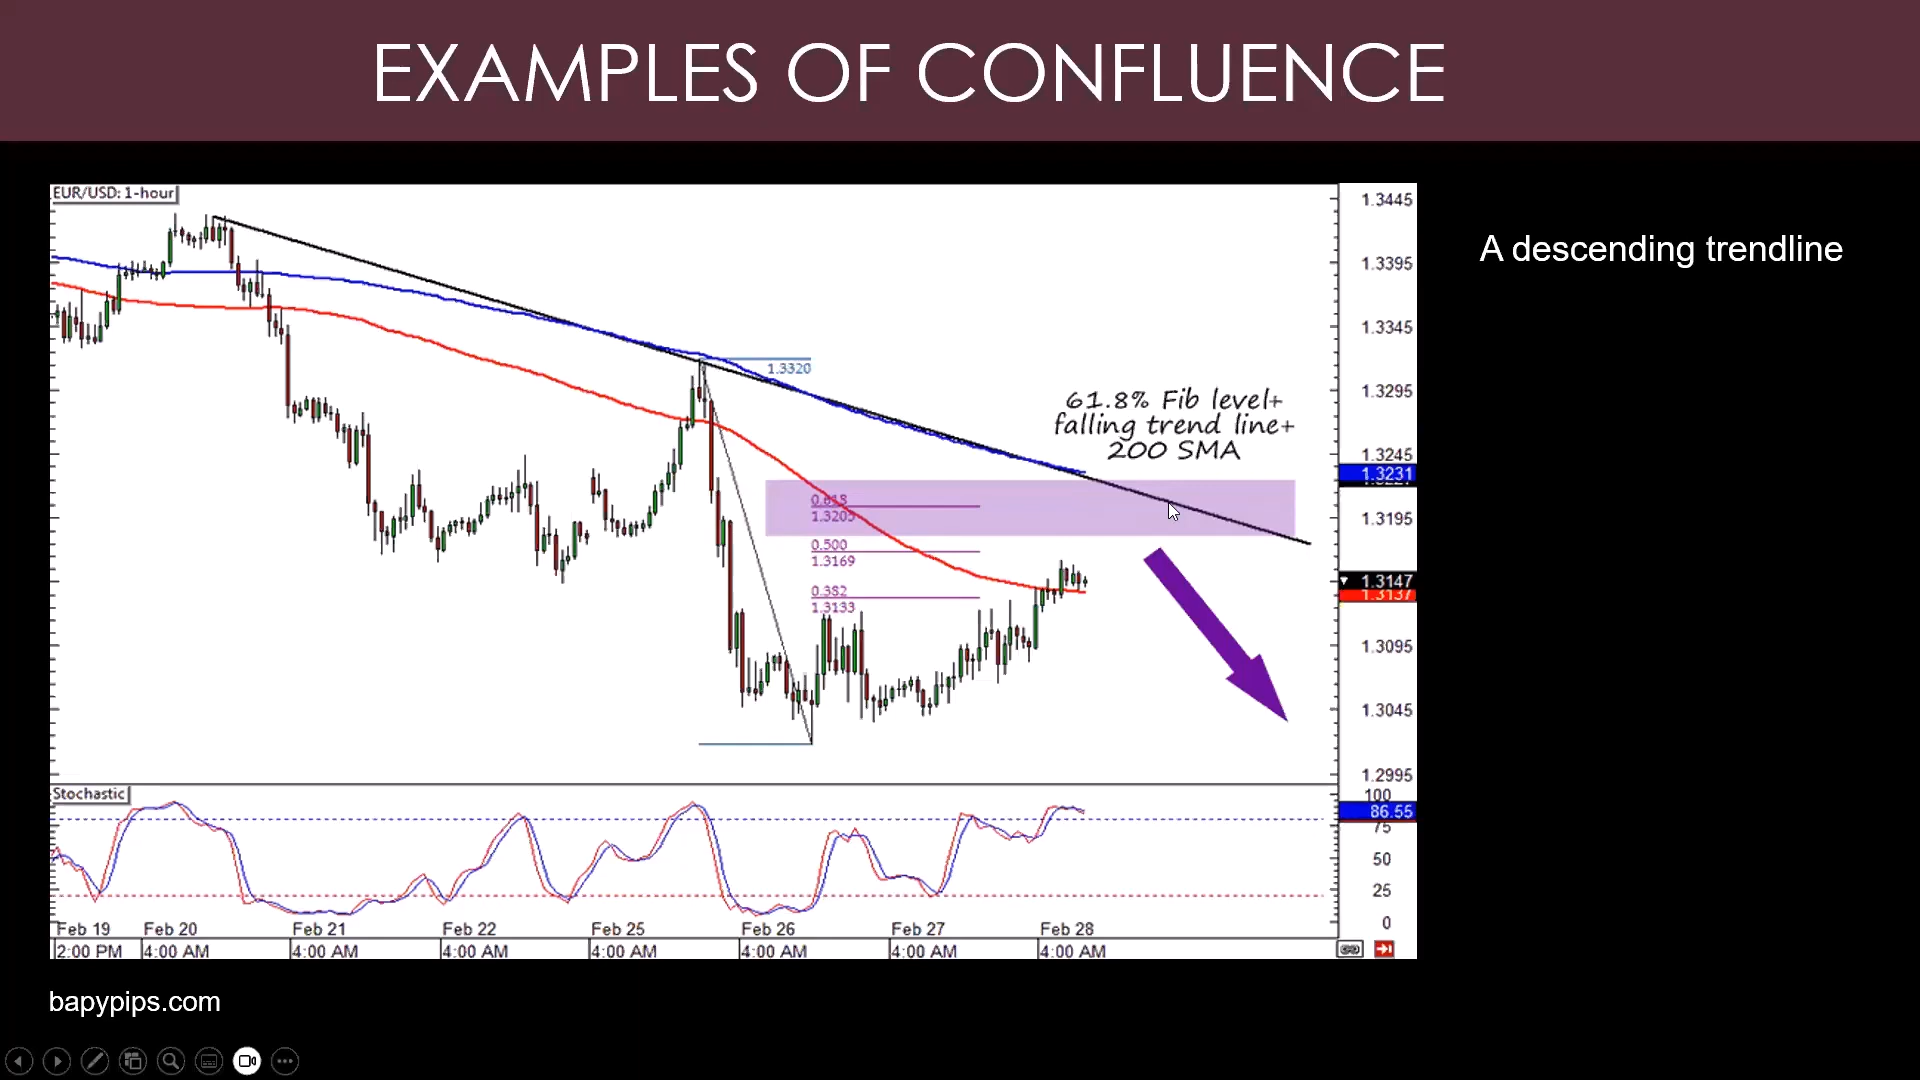 EXAMPLES OF CONFLUENCE
EUR/USD: 1-hour
A descending trendline
1.3445
1.3395
1.3345
1.3320
1.3295
61.8% Fib level+
falling trend line+
200 SMA
1.3245
1.3231
0.618
1.3205
1.3195
0.500
1.3169
1.3147
1.3137
0.382
1.3133
1.3095
1.3045
1.2995
Stochastic
100
86.55
75
50
25
0
Feb 19 Feb 20 Feb 21 Feb 22 Feb 25 Feb 26 Feb 27 Feb 28
2:00 PM 4:00 AM 4:00 AM 4:00 AM 4:00 AM 4:00 AM 4:00 AM 4:00 AM
bapypips.com